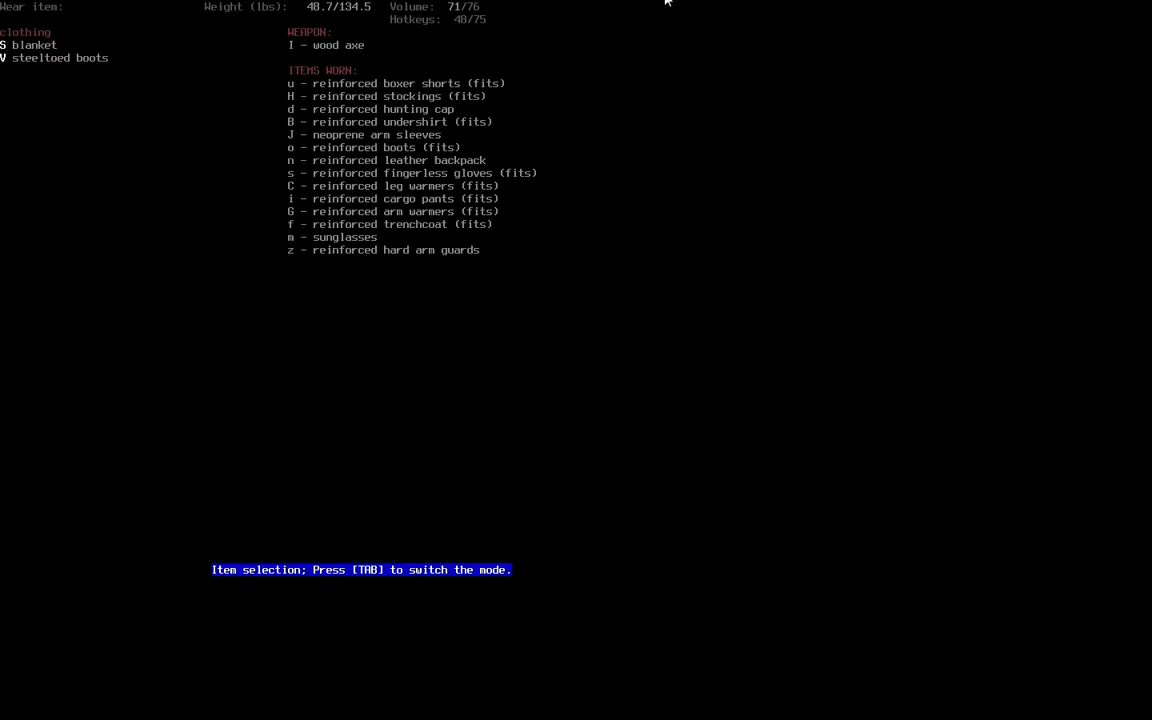 Wear item: Weight (lbs): 48.7/134.5 Volume: 71/76
Hotkeys: 48/75
clothing
S blanket
V steeltoed boots
WEAPON:
I - wood axe
ITEMS WORN:
u - reinforced boxer shorts (fits)
H - reinforced stockings (fits)
d - reinforced hunting cap
B - reinforced undershirt (fits)
J - neoprene arm sleeves
o - reinforced boots (fits)
n - reinforced leather backpack
s - reinforced fingerless gloves (fits)
C - reinforced leg warmers (fits)
i - reinforced cargo pants (fits)
G - reinforced arm warmers (fits)
f - reinforced trenchcoat (fits)
m - sunglasses
z - reinforced hard arm guards
Item selection; Press [TAB] to switch the mode.